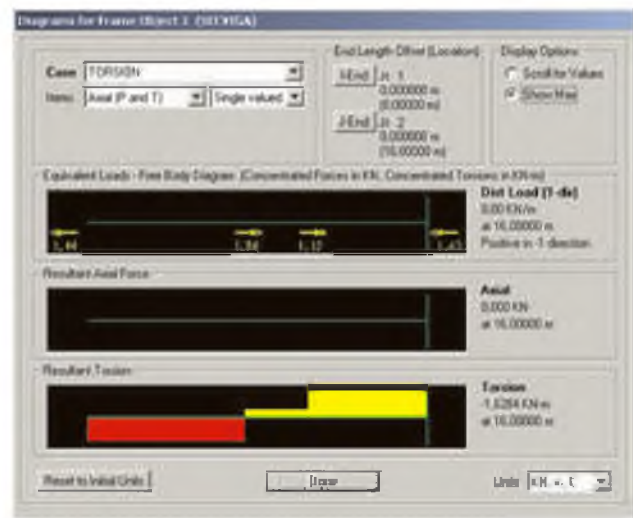 Diagrams for Frame Object 3 (SECVIGA)
Case TORSION
Items Axial (P and T) Single valued
End Length Offset (Location)
I-End Jt: 1
0.000000 m
(0.00000 m)
J-End Jt: 2
0.000000 m
(16.00000 m)
Display Options
Scroll for Values
Show Max
Equivalent Loads - Free Body Diagram (Concentrated Forces in KN, Concentrated Torsions in KN-m)
Dist Load (1-dir)
0.00 KN/m
at 16.00000 m
Positive in -1 direction
Resultant Axial Force
Axial
0.000 KN
at 16.00000 m
Resultant Torsion
Torsion
-1.6284 KN-m
at 16.00000 m
Reset to Initial Units
Done
Units